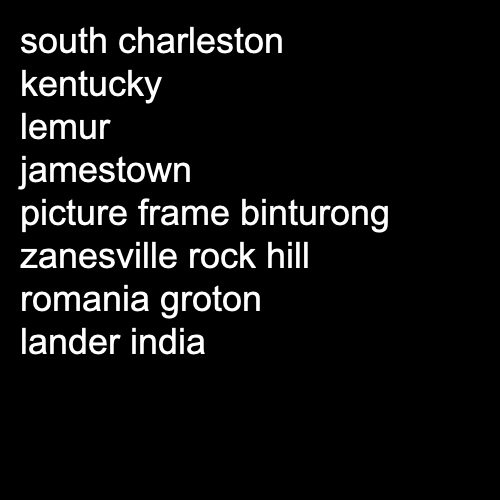 south charleston
kentucky
lemur
jamestown
picture frame binturong
zanesville rock hill
romania groton
lander india